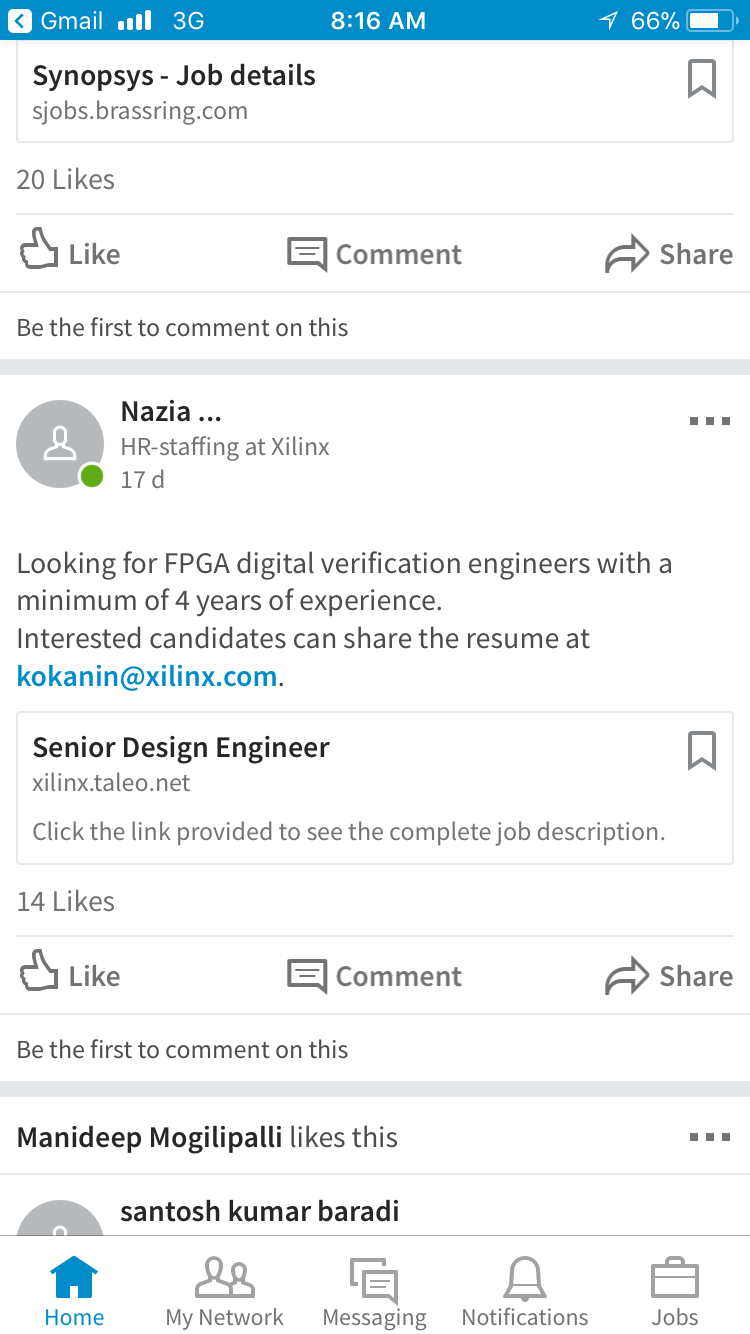 Gmail 3G 8:16 AM 66%
Synopsys - Job details
sjobs.brassring.com
20 Likes
Like Comment Share
Be the first to comment on this
Nazia ...
HR-staffing at Xilinx
17 d
Looking for FPGA digital verification engineers with a
minimum of 4 years of experience.
Interested candidates can share the resume at
kokanin@xilinx.com.
Senior Design Engineer
xilinx.taleo.net
Click the link provided to see the complete job description.
14 Likes
Like Comment Share
Be the first to comment on this
Manideep Mogilipalli likes this
santosh kumar baradi
Home My Network Messaging Notifications Jobs